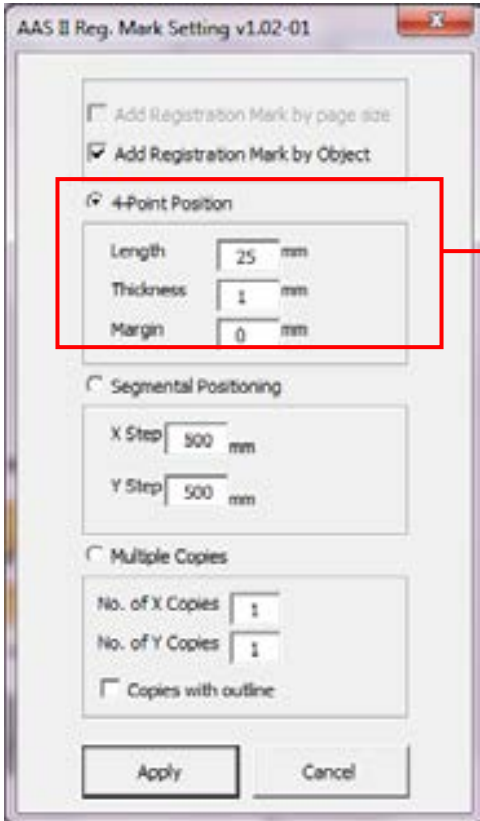 AAS II Reg. Mark Setting v1.02-01
Add Registration Mark by page size
Add Registration Mark by Object
4-Point Position
Length 25 mm
Thickness 1 mm
Margin 0 mm
Segmental Positioning
X Step 500 mm
Y Step 500 mm
Multiple Copies
No. of X Copies 1
No. of Y Copies 1
Copies with outline
Apply Cancel